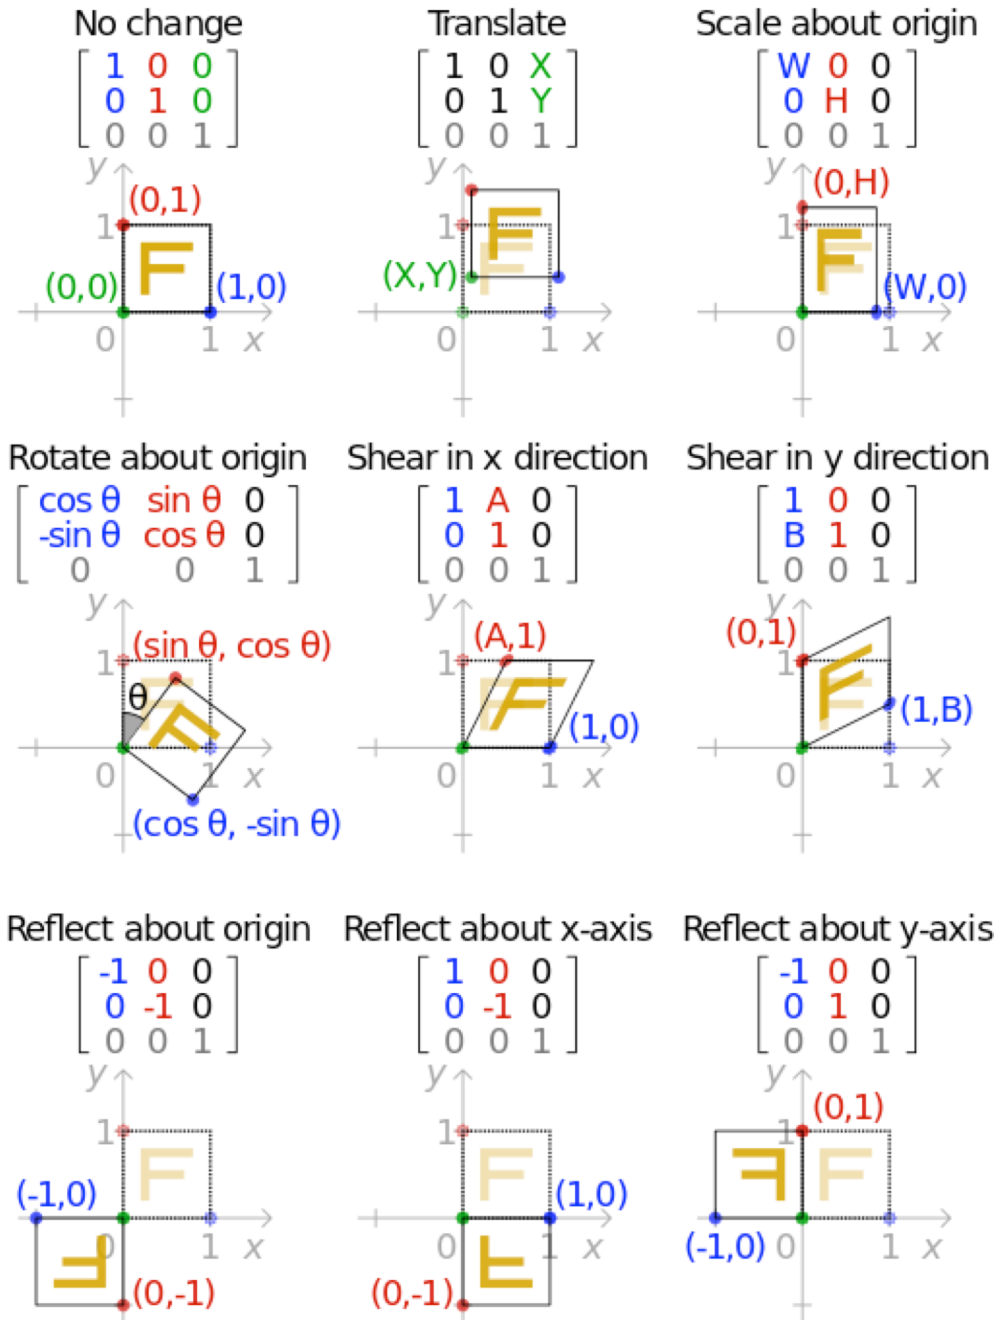 No change
1 0 0
0 1 0
0 0 1
y
1
(0,1)
F
(0,0)
(1,0)
0
1
x
Translate
1 0 X
0 1 Y
0 0 1
y
1
F
(X,Y)
0
1
x
Scale about origin
W 0 0
0 H 0
0 0 1
y
(0,H)
1
F
(W,0)
0
1
x
Rotate about origin
cos θ sin θ 0
-sin θ cos θ 0
0 0 1
y
1
(sin θ, cos θ)
θ
F
0
1
x
(cos θ, -sin θ)
Shear in x direction
1 A 0
0 1 0
0 0 1
y
(A,1)
1
F
(1,0)
0
1
x
Shear in y direction
1 0 0
B 1 0
0 0 1
y
(0,1)
1
F
(1,B)
0
1
x
Reflect about origin
-1 0 0
0 -1 0
0 0 1
y
1
F
(-1,0)
0
1
x
F
(0,-1)
Reflect about x-axis
1 0 0
0 -1 0
0 0 1
y
1
F
(1,0)
0
1
x
F
(0,-1)
Reflect about y-axis
-1 0 0
0 1 0
0 0 1
y
(0,1)
1
F F
(-1,0)
0
1
x